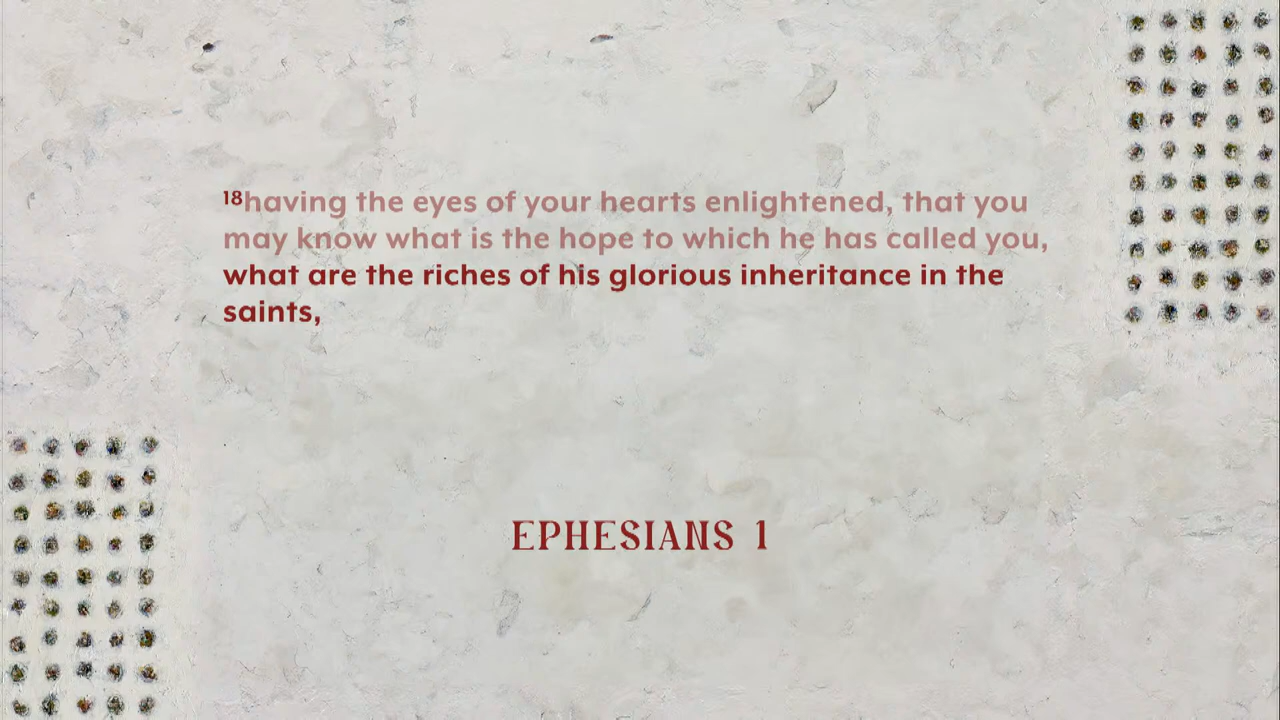 ¹⁸having the eyes of your hearts enlightened, that you
may know what is the hope to which he has called you,
what are the riches of his glorious inheritance in the
saints,
EPHESIANS 1